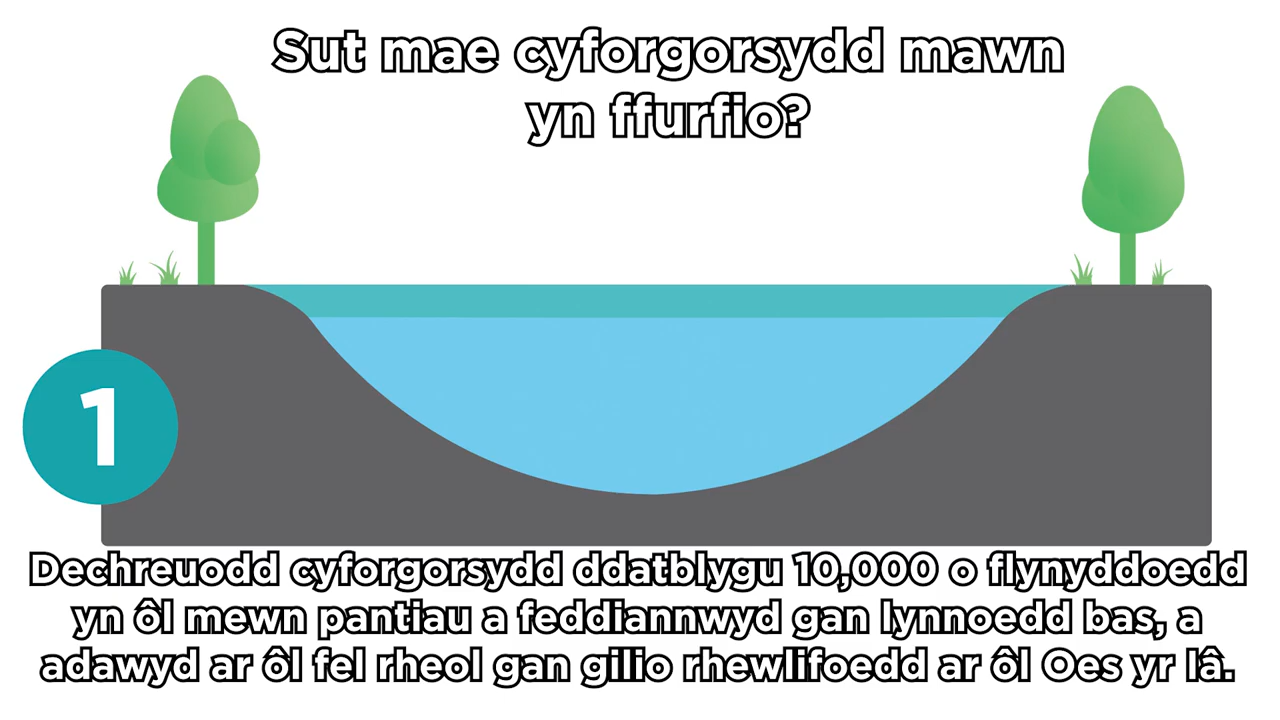 Sut mae cyforgorsydd mawn
yn ffurfio?
1
Dechreuodd cyforgorsydd ddatblygu 10,000 o flynyddoedd
yn ôl mewn pantiau a feddiannwyd gan lynnoedd bas, a
adawyd ar ôl fel rheol gan gilio rhewlifoedd ar ôl Oes yr Iâ.